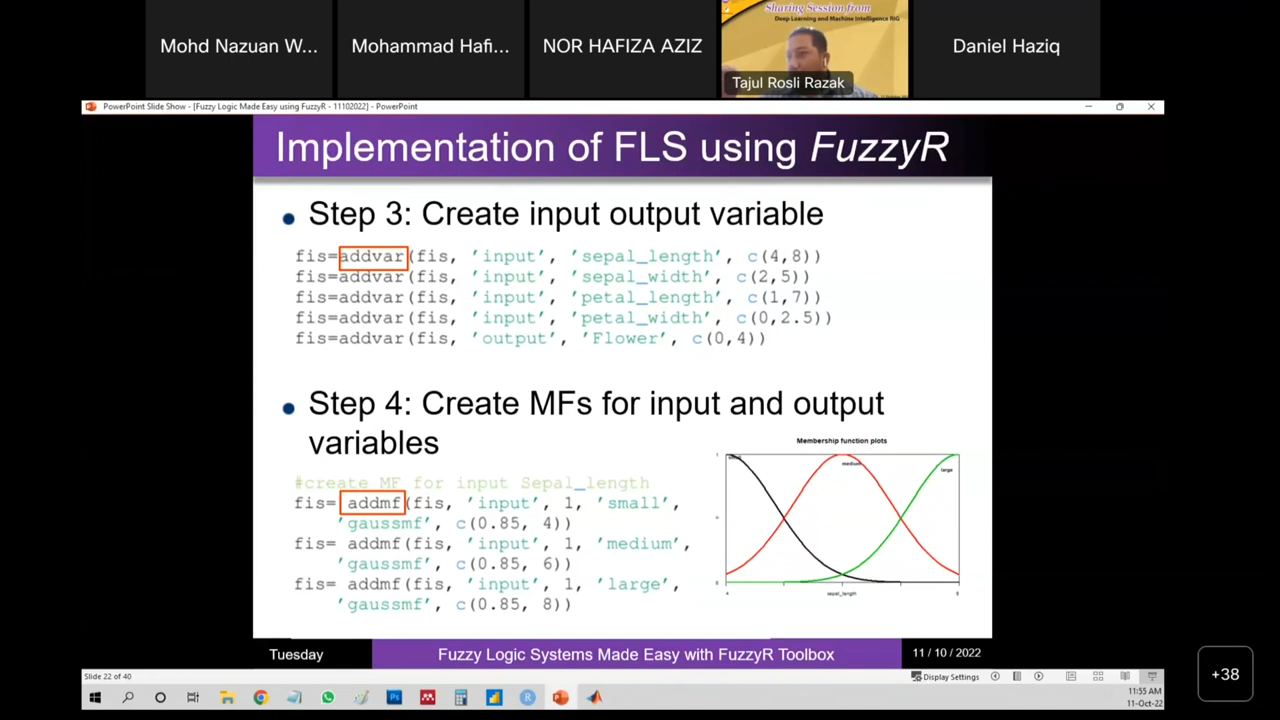 Mohd Nazuan W...
Mohammad Hafi...
NOR HAFIZA AZIZ
Sharing Session from
Deep Learning and Machine Intelligence RIG
Tajul Rosli Razak
Daniel Haziq
PowerPoint Slide Show - [Fuzzy Logic Made Easy using FuzzyR - 11102022] - PowerPoint
Implementation of FLS using FuzzyR
Step 3: Create input output variable
fis=addvar(fis, 'input', 'sepal_length', c(4,8))
fis=addvar(fis, 'input', 'sepal_width', c(2,5))
fis=addvar(fis, 'input', 'petal_length', c(1,7))
fis=addvar(fis, 'input', 'petal_width', c(0,2.5))
fis=addvar(fis, 'output', 'Flower', c(0,4))
Step 4: Create MFs for input and output
variables
#create MF for input Sepal_length
fis= addmf(fis, 'input', 1, 'small',
'gaussmf', c(0.85, 4))
fis= addmf(fis, 'input', 1, 'medium',
'gaussmf', c(0.85, 6))
fis= addmf(fis, 'input', 1, 'large',
'gaussmf', c(0.85, 8))
Membership function plots
medium
large
1
0
4
sepal_length
8
Tuesday
Fuzzy Logic Systems Made Easy with FuzzyR Toolbox
11 / 10 / 2022
Slide 22 of 40
Display Settings
11:55 AM
11-Oct-22
+38